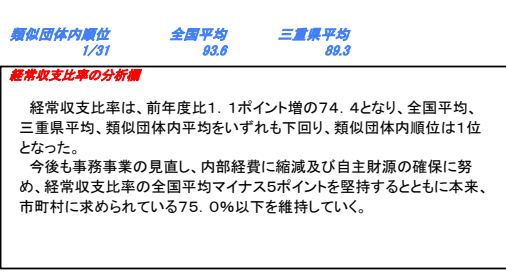 類似団体内順位 全国平均 三重県平均
1/31 93.6 89.3
経常収支比率の分析欄
経常収支比率は、前年度比1．1ポイント増の74．4となり、全国平均、
三重県平均、類似団体内平均をいずれも下回り、類似団体内順位は1位
となった。
今後も事務事業の見直し、内部経費に縮減及び自主財源の確保に努
め、経常収支比率の全国平均マイナス5ポイントを堅持するとともに本来、
市町村に求められている75．0％以下を維持していく。